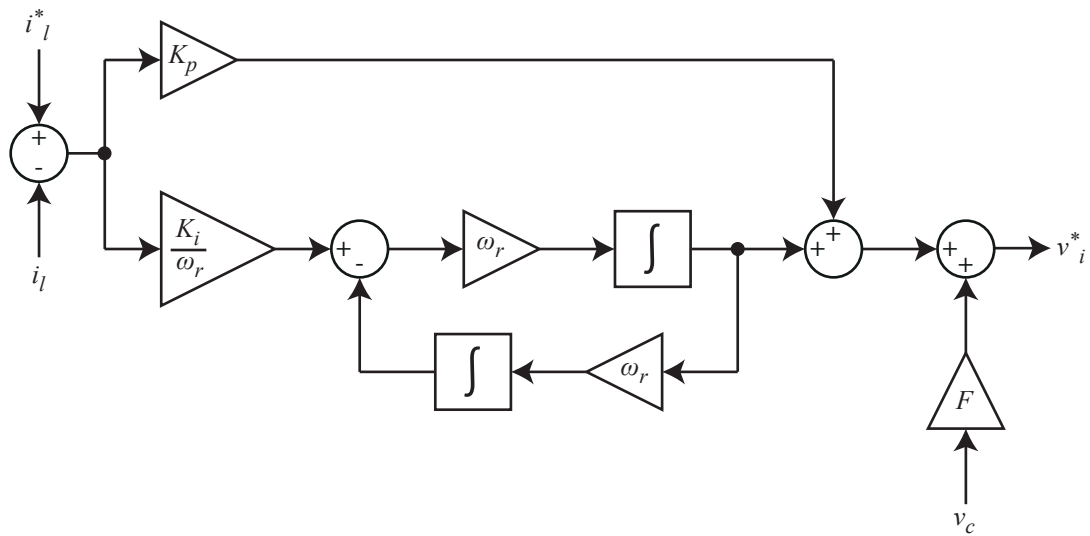 i*l
Kp
+
-
il
Ki
ωr
+
-
ωr
∫
+
+
+
+
v*i
∫
ωr
F
vc